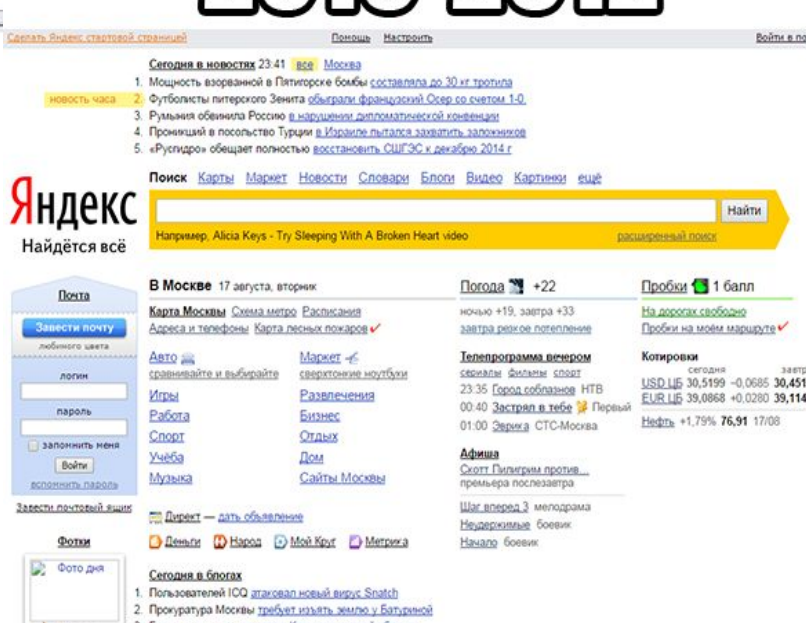 2010-2012
Сделать Яндекс стартовой страницей Помощь Настроить Войти в по
Сегодня в новостях 23:41 все Москва
1. Мощность взорванной в Пятигорске бомбы составляла до 30 кг тротила
новость часа 2. Футболисты питерского Зенита обыграли французский Осер со счетом 1-0.
3. Румыния обвинила Россию в нарушении дипломатической конвенции
4. Проникший в посольство Турции в Израиле пытался захватить заложников
5. «Русгидро» обещает полностью восстановить СШГЭС к декабрю 2014 г
Поиск Карты Маркет Новости Словари Блоги Видео Картинки ещё
Яндекс
Найдётся всё
Найти
Например, Alicia Keys - Try Sleeping With A Broken Heart video расширенный поиск
Почта
Завести почту
любимого цвета
логин
пароль
запомнить меня
Войти
вспомнить пароль
Завести почтовый ящик
Фотки
Фото дня
В Москве 17 августа, вторник
Карта Москвы Схема метро Расписания
Адреса и телефоны Карта лесных пожаров
Авто
сравнивайте и выбирайте
Игры
Работа
Спорт
Учёба
Музыка
Маркет
сверхтонкие ноутбуки
Развлечения
Бизнес
Отдых
Дом
Сайты Москвы
Директ — дать объявление
Деньги Народ Мой Круг Метрика
Сегодня в блогах
1. Пользователей ICQ атаковал новый вирус Snatch
2. Прокуратура Москвы требует изъять землю у Батуриной
Погода +22
ночью +19, завтра +33
завтра резкое потепление
Телепрограмма вечером
сериалы фильмы спорт
23:35 Город соблазнов НТВ
00:40 Застрял в тебе Первый
01:00 Эврика СТС-Москва
Афиша
Скотт Пилигрим против...
премьера послезавтра
Шаг вперед 3 мелодрама
Неудержимые боевик
Начало боевик
Пробки 1 балл
На дорогах свободно
Пробки на моём маршруте
Котировки
сегодня завтр
USD ЦБ 30,5199 −0,0685 30,451
EUR ЦБ 39,0868 +0,0280 39,114
Нефть +1,79% 76,91 17/08